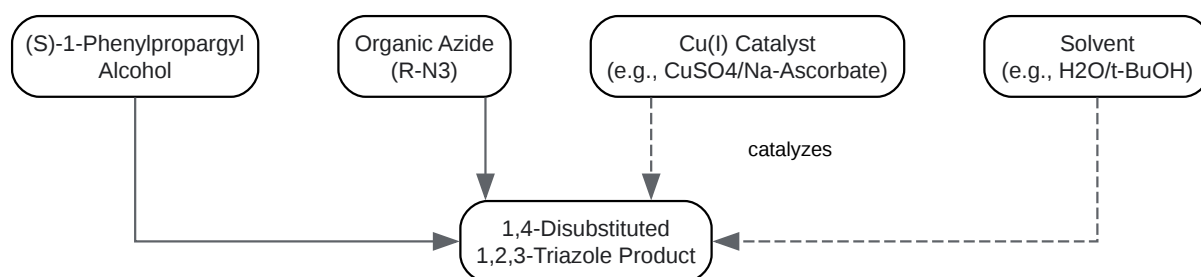 (S)-1-Phenylpropargyl
Alcohol
Organic Azide
(R-N3)
Cu(I) Catalyst
(e.g., CuSO4/Na-Ascorbate)
Solvent
(e.g., H2O/t-BuOH)
catalyzes
1,4-Disubstituted
1,2,3-Triazole Product